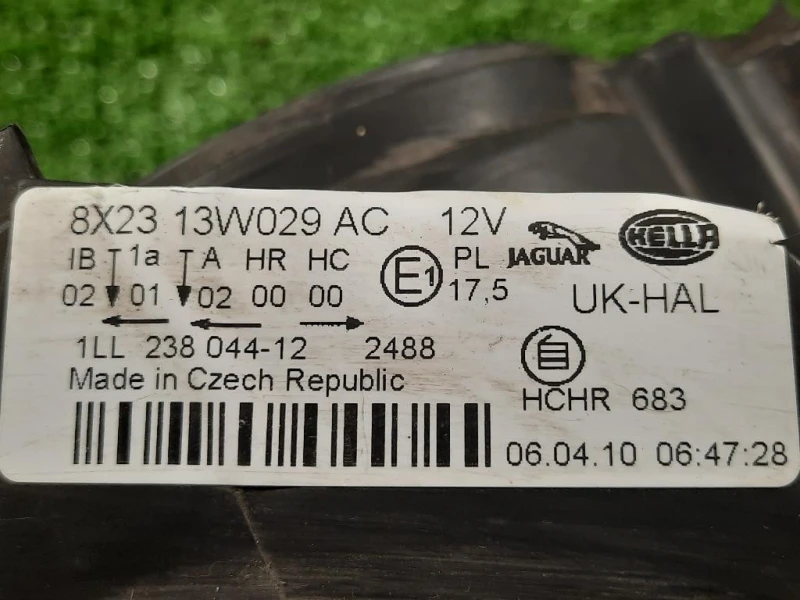 8X23 13W029 AC 12V
JAGUAR HELLA
IB 1a A HR HC E1 PL
02 01 02 00 00 17,5 UK-HAL
1LL 238 044-12 2488
Made in Czech Republic
HCHR 683
06.04.10 06:47:28